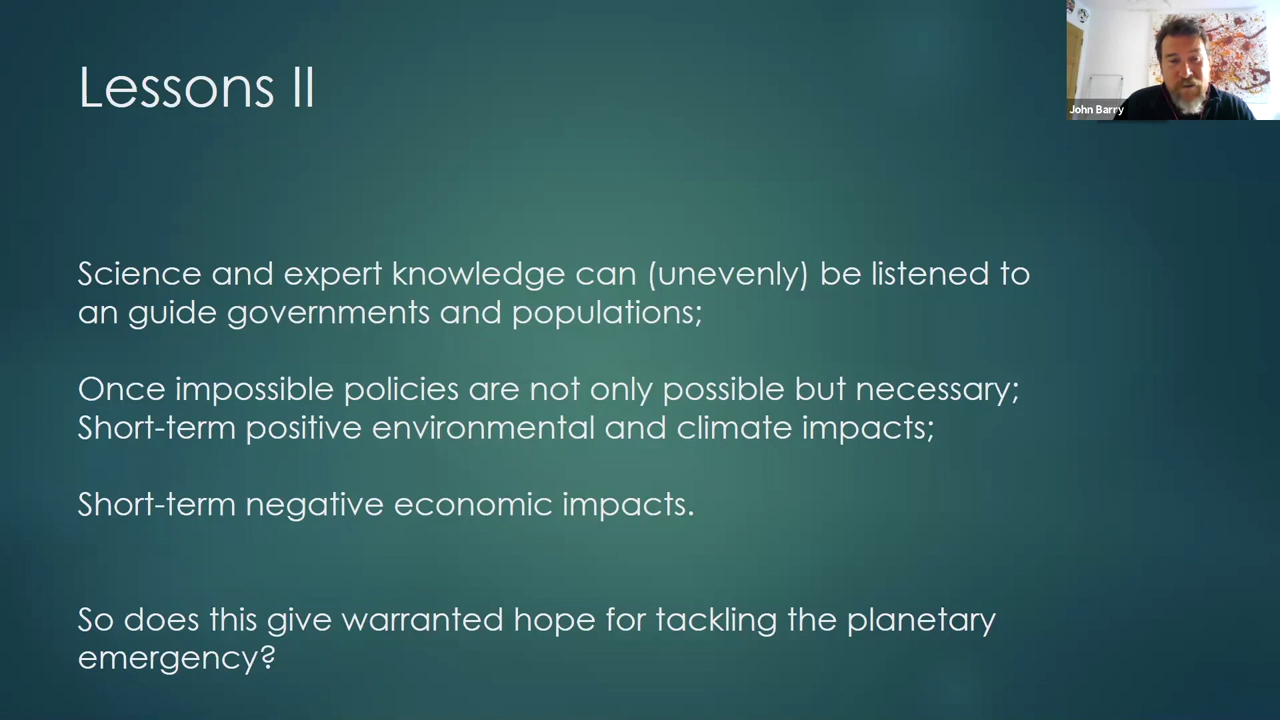 Lessons II
John Barry
Science and expert knowledge can (unevenly) be listened to
an guide governments and populations;
Once impossible policies are not only possible but necessary;
Short-term positive environmental and climate impacts;
Short-term negative economic impacts.
So does this give warranted hope for tackling the planetary
emergency?